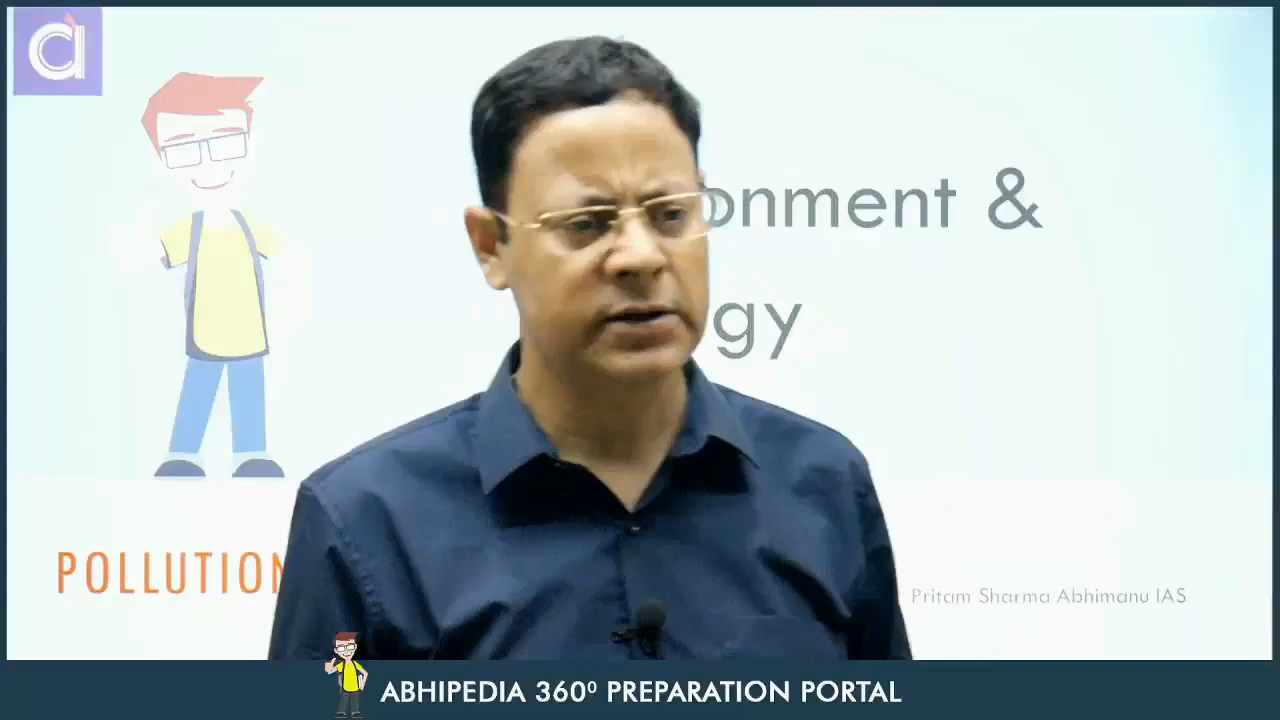 onment &
gy
POLLUTION
Pritam Sharma Abhimanu IAS
ABHIPEDIA 360⁰ PREPARATION PORTAL